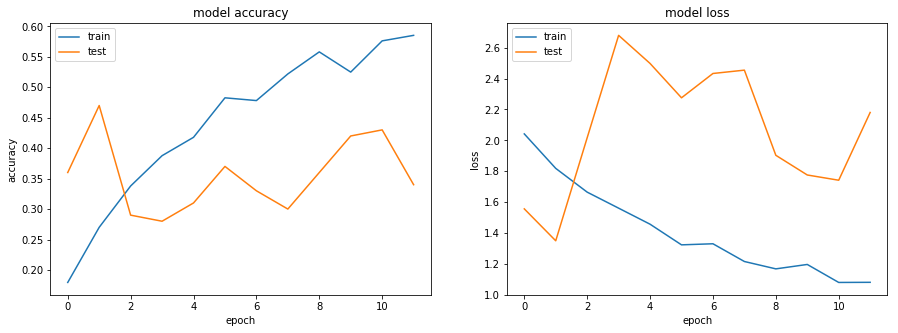 model accuracy
train
test
0.60
0.55
0.50
0.45
0.40
0.35
0.30
0.25
0.20
accuracy
0 2 4 6 8 10
epoch
model loss
train
test
2.6
2.4
2.2
2.0
1.8
1.6
1.4
1.2
1.0
loss
0 2 4 6 8 10
epoch